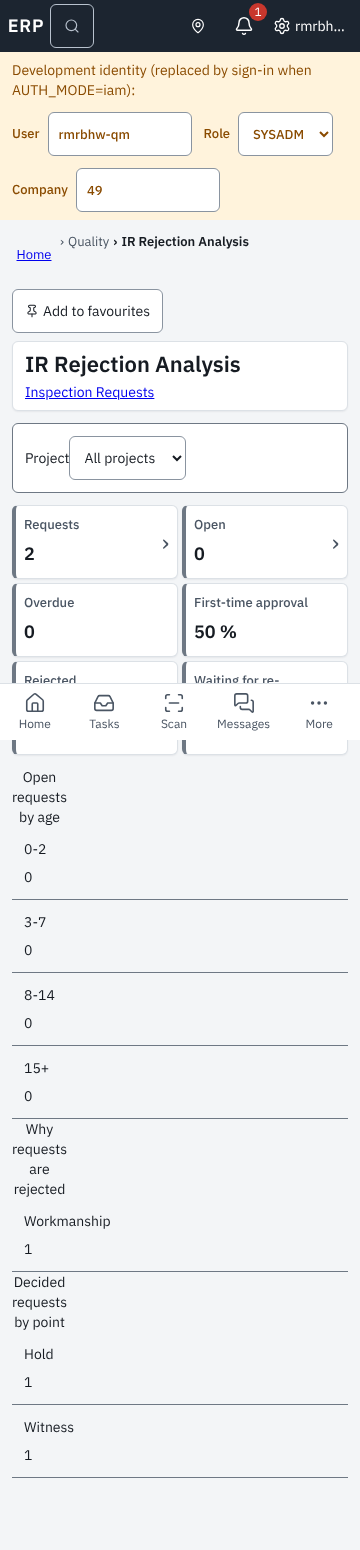 ERP
1
rmrbh...
Development identity (replaced by sign-in when
AUTH_MODE=iam):
User rmrbhw-qm Role SYSADM
Company 49
Home › Quality › IR Rejection Analysis
Add to favourites
IR Rejection Analysis
Inspection Requests
Project All projects
Requests
2
Open
0
Overdue
0
First-time approval
50 %
Rejected
Waiting for re-
Home
Tasks
Scan
Messages
More
Open
requests
by age
0-2
0
3-7
0
8-14
0
15+
0
Why
requests
are
rejected
Workmanship
1
Decided
requests
by point
Hold
1
Witness
1